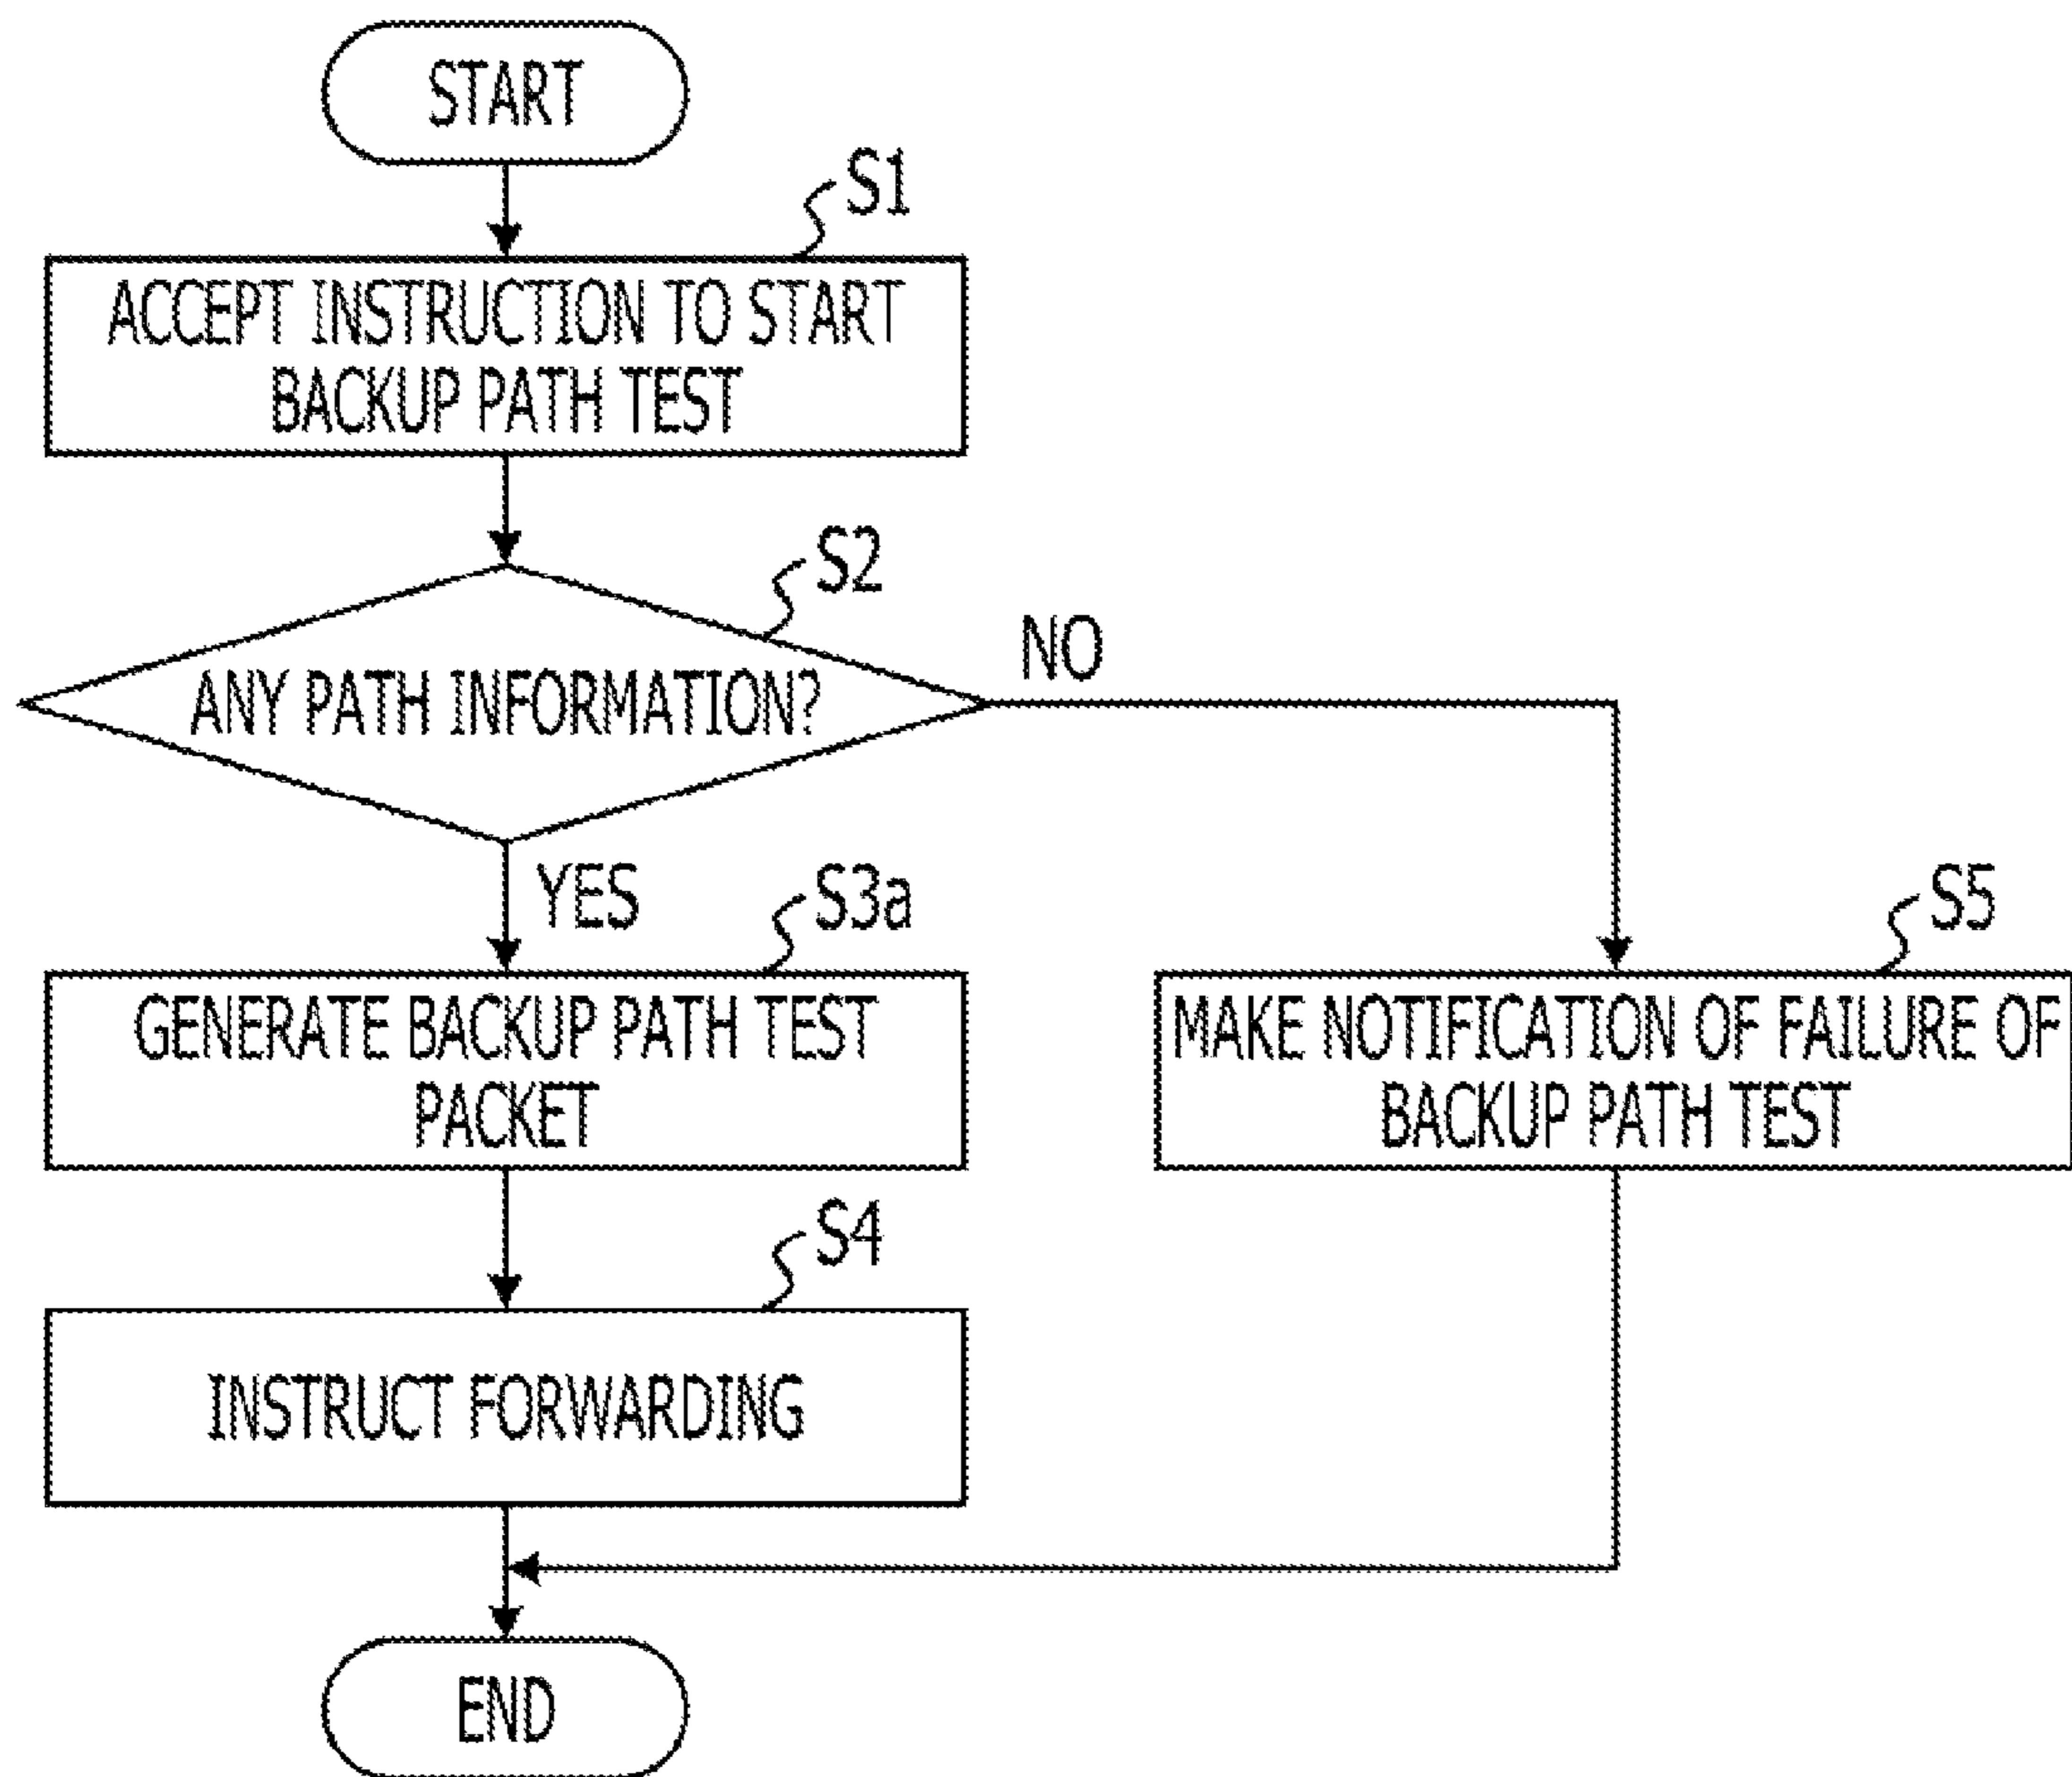 START
S1
ACCEPT INSTRUCTION TO START
BACKUP PATH TEST
S2
ANY PATH INFORMATION?
NO
YES
S3a
GENERATE BACKUP PATH TEST
PACKET
S5
MAKE NOTIFICATION OF FAILURE OF
BACKUP PATH TEST
S4
INSTRUCT FORWARDING
END